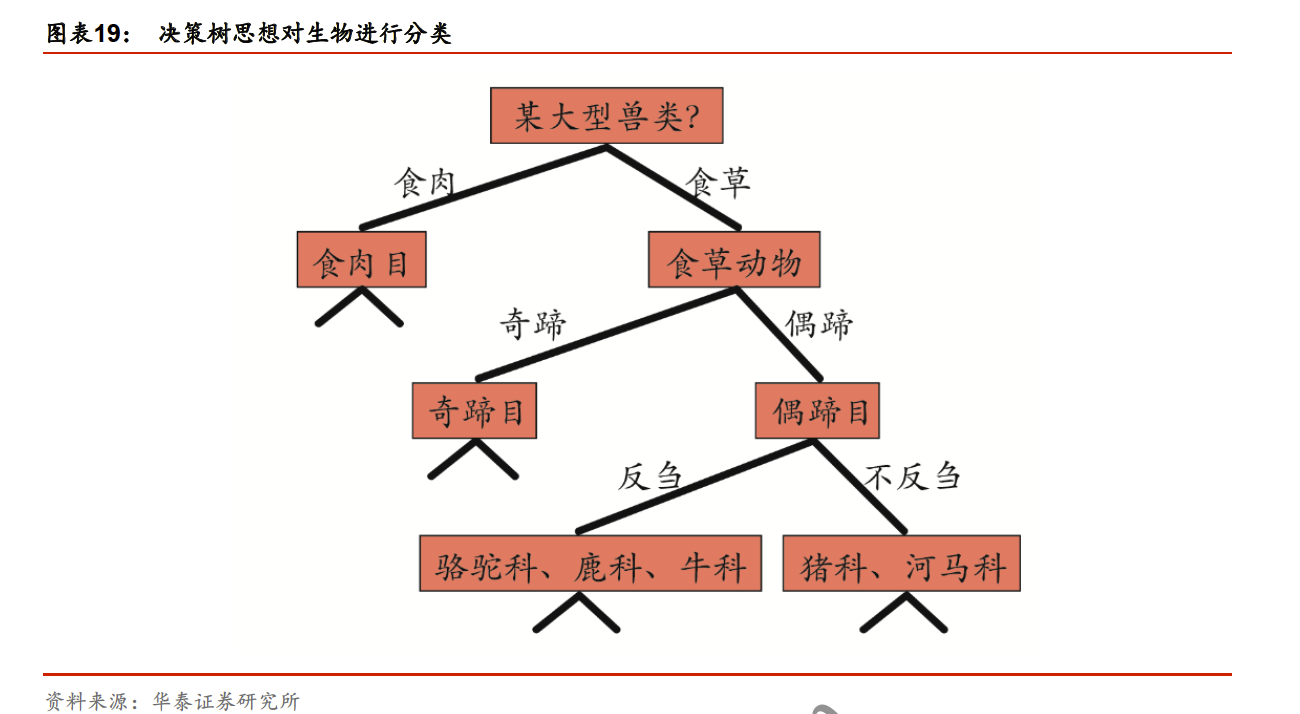 图表19： 决策树思想对生物进行分类
某大型兽类?
食肉
食草
食肉目
食草动物
奇蹄
偶蹄
奇蹄目
偶蹄目
反刍
不反刍
骆驼科、鹿科、牛科
猪科、河马科
资料来源：华泰证券研究所